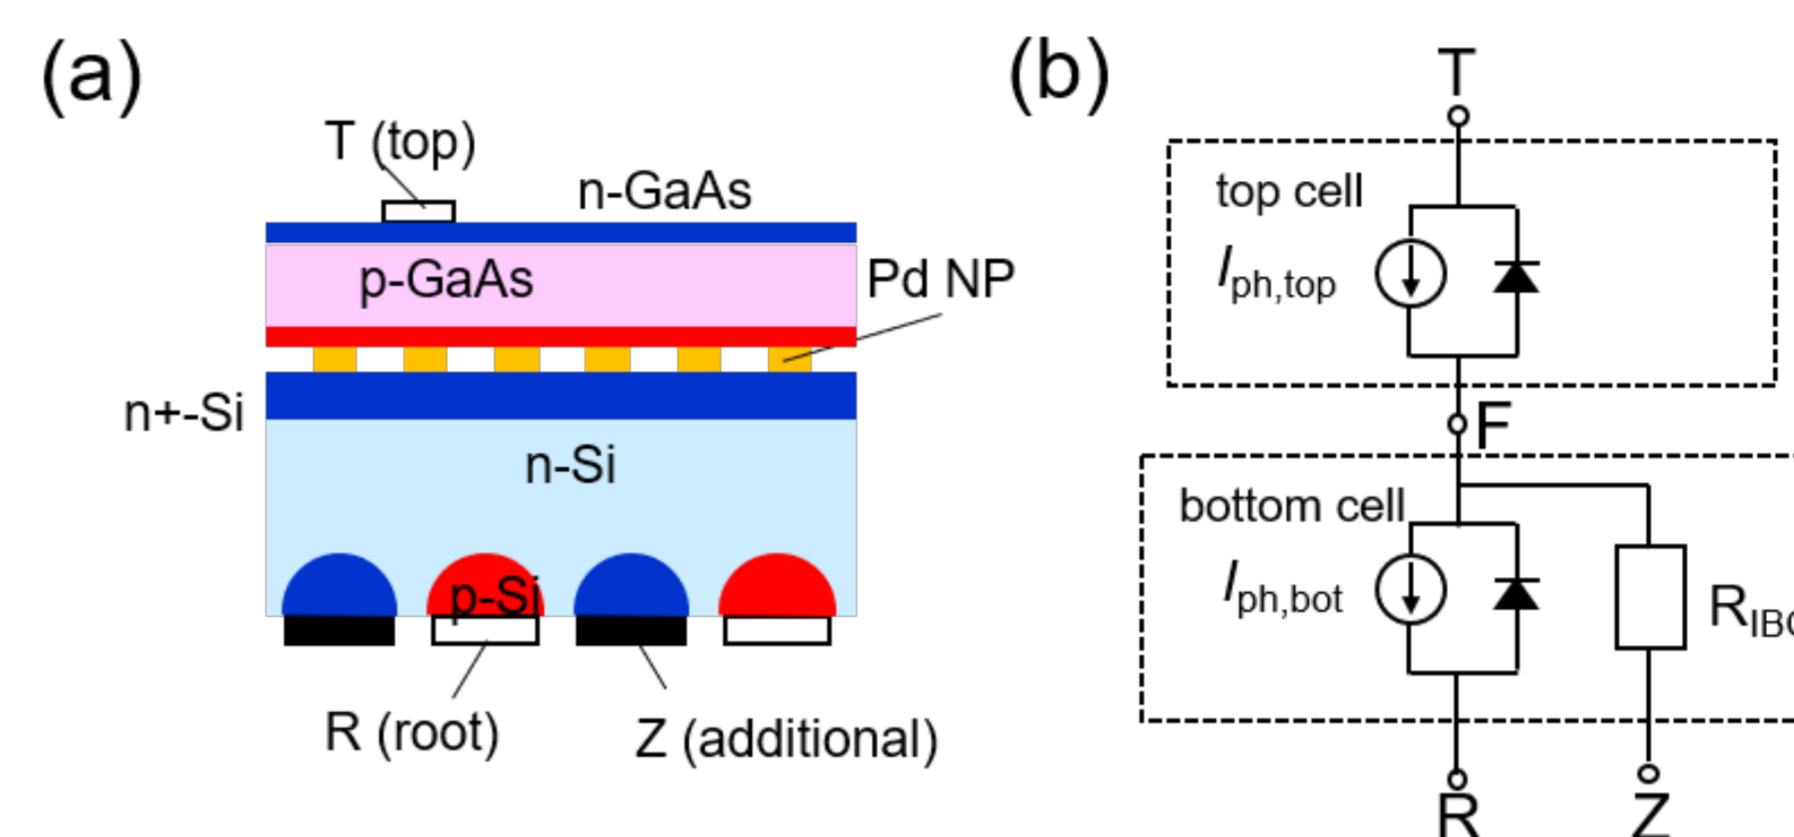 (a)
T (top)
n-GaAs
p-GaAs
Pd NP
n+-Si
n-Si
p-Si
R (root)
Z (additional)
(b)
T
top cell
Iph,top
F
bottom cell
Iph,bot
R
Z